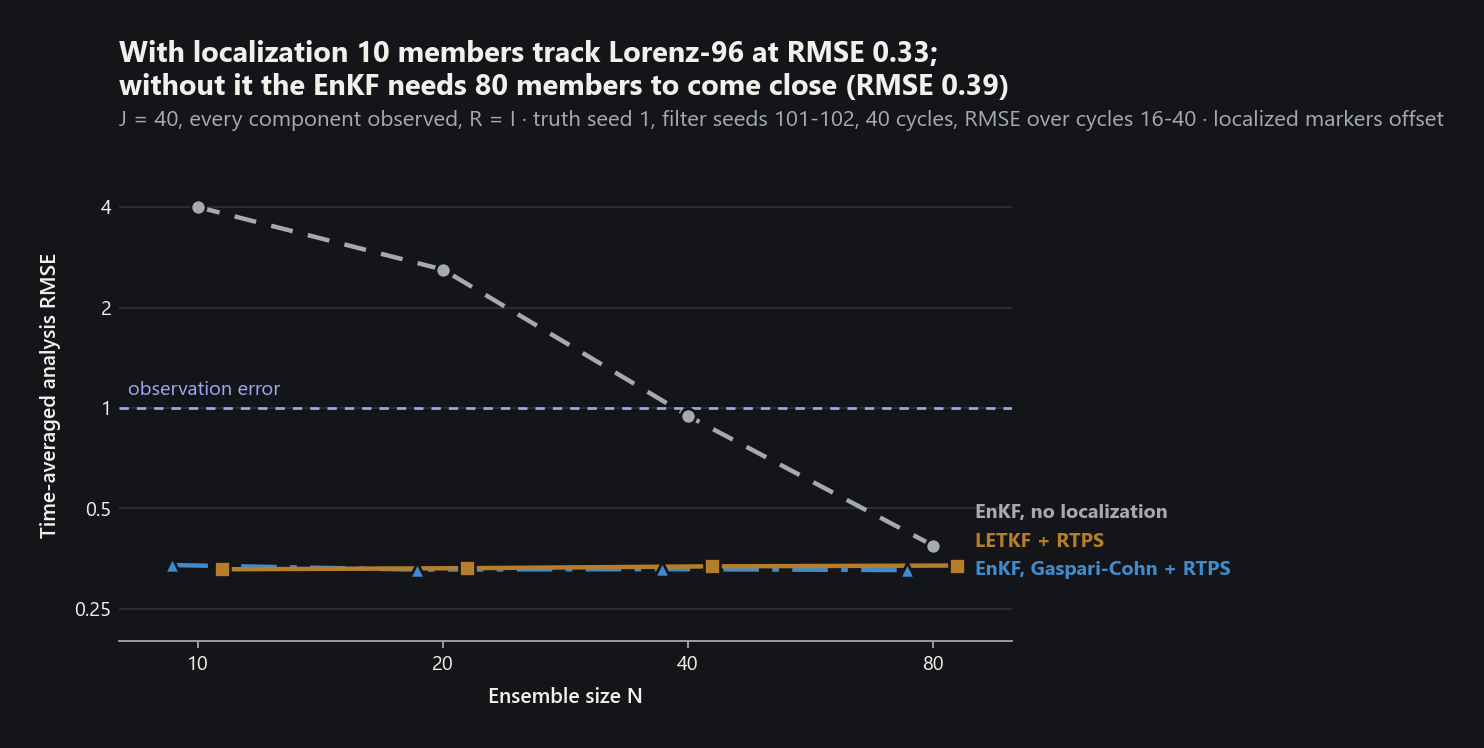 With localization 10 members track Lorenz-96 at RMSE 0.33;
without it the EnKF needs 80 members to come close (RMSE 0.39)
J = 40, every component observed, R = I · truth seed 1, filter seeds 101-102, 40 cycles, RMSE over cycles 16-40 · localized markers offset
Time-averaged analysis RMSE
4
2
observation error
1
0.5
0.25
EnKF, no localization
LETKF + RTPS
EnKF, Gaspari-Cohn + RTPS
10
20
40
80
Ensemble size N